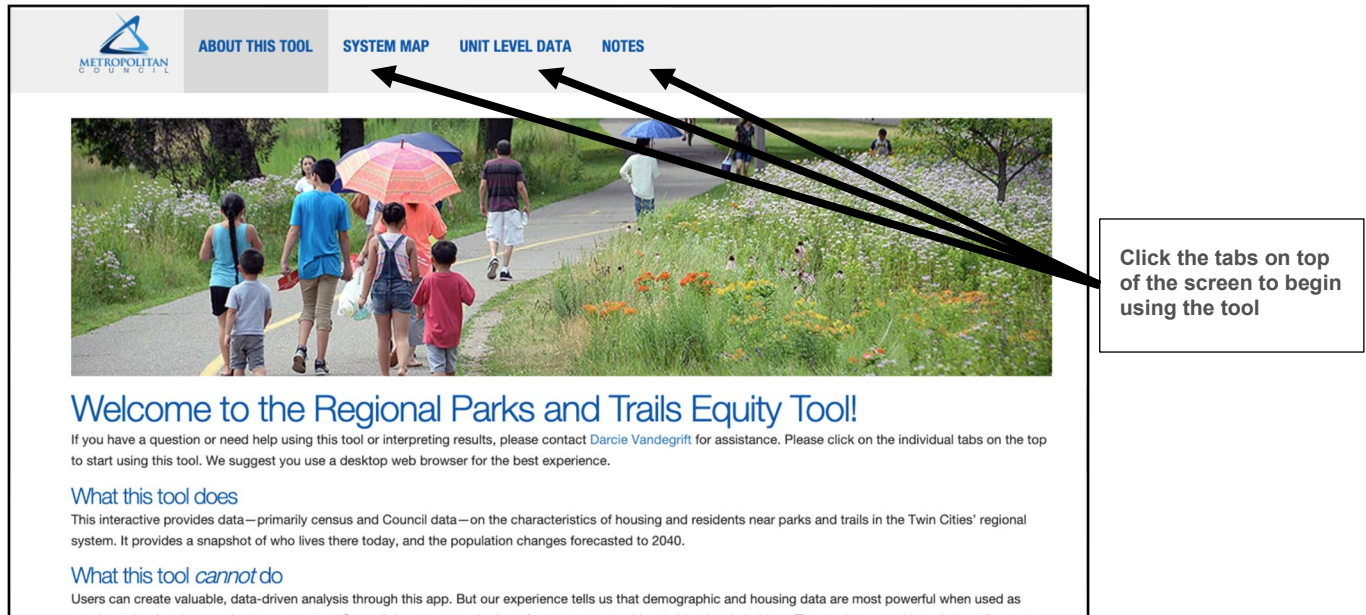 METROPOLITAN
COUNCIL
ABOUT THIS TOOL SYSTEM MAP UNIT LEVEL DATA NOTES
Click the tabs on top
of the screen to begin
using the tool
Welcome to the Regional Parks and Trails Equity Tool!
If you have a question or need help using this tool or interpreting results, please contact Darcie Vandegrift for assistance. Please click on the individual tabs on the top
to start using this tool. We suggest you use a desktop web browser for the best experience.
What this tool does
This interactive provides data—primarily census and Council data—on the characteristics of housing and residents near parks and trails in the Twin Cities' regional
system. It provides a snapshot of who lives there today, and the population changes forecasted to 2040.
What this tool cannot do
Users can create valuable, data-driven analysis through this app. But our experience tells us that demographic and housing data are most powerful when used as